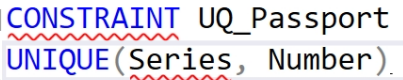 CONSTRAINT UQ_Passport
UNIQUE(Series, Number)